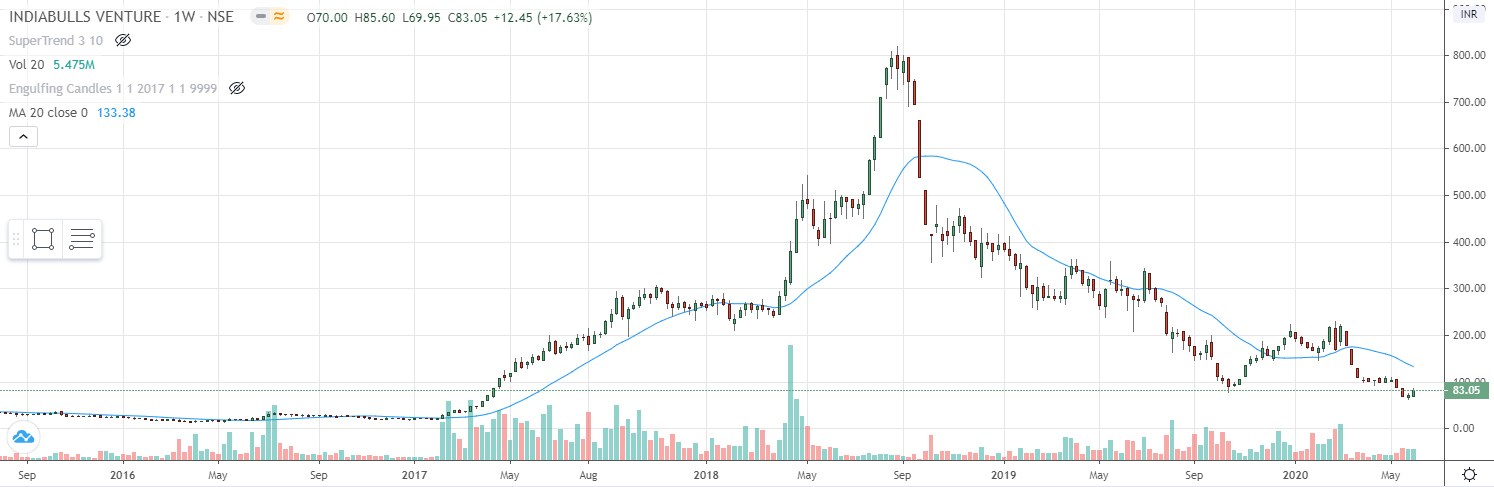 INDIABULLS VENTURE · 1W · NSE O70.00 H85.60 L69.95 C83.05 +12.45 (+17.63%)
INR
SuperTrend 3 10
Vol 20 5.475M
Engulfing Candles 1 1 2017 1 1 9999
MA 20 close 0 133.38
800.00
700.00
600.00
500.00
400.00
300.00
200.00
83.05
0.00
Sep 2016 May Sep 2017 May Aug 2018 May Sep 2019 May Sep 2020 May